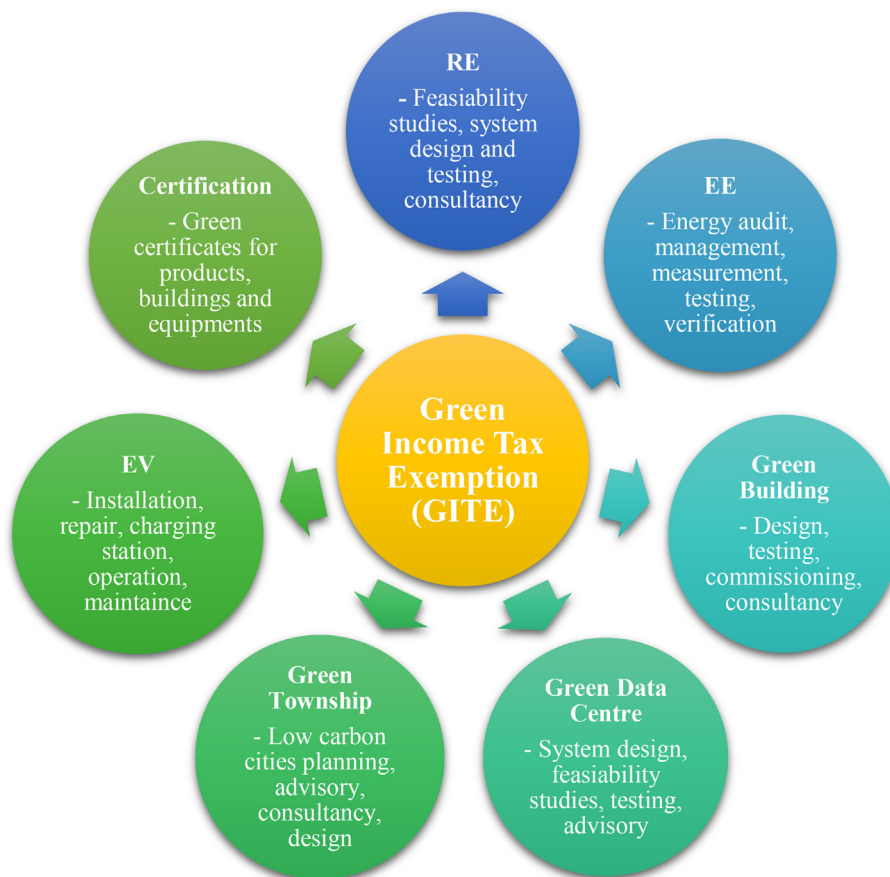 RE
- Feasiability
studies, system
design and
testing,
consultancy
EE
- Energy audit,
management,
measurement,
testing,
verification
Green
Building
- Design,
testing,
commissioning,
consultancy
Green Data
Centre
- System design,
feasiability
studies, testing,
advisory
Green
Township
- Low carbon
cities planning,
advisory,
consultancy,
design
EV
- Installation,
repair, charging
station,
operation,
maintaince
Certification
- Green
certificates for
products,
buildings and
equipments
Green
Income Tax
Exemption
(GITE)